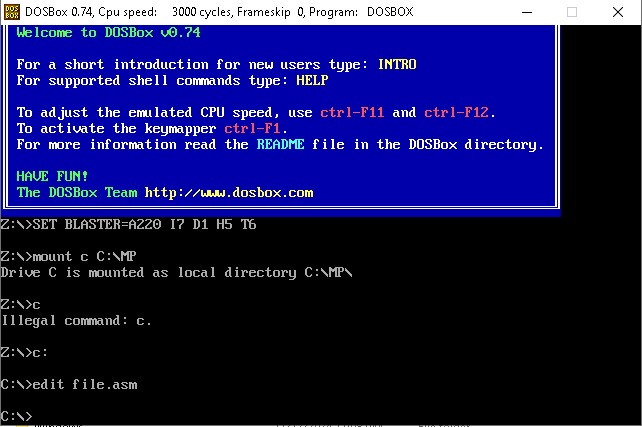 DOSBox 0.74, Cpu speed: 3000 cycles, Frameskip 0, Program: DOSBOX
Welcome to DOSBox v0.74
For a short introduction for new users type: INTRO
For supported shell commands type: HELP
To adjust the emulated CPU speed, use ctrl-F11 and ctrl-F12.
To activate the keymapper ctrl-F1.
For more information read the README file in the DOSBox directory.
HAVE FUN!
The DOSBox Team http://www.dosbox.com
Z:\>SET BLASTER=A220 I7 D1 H5 T6
Z:\>mount c C:\MP
Drive C is mounted as local directory C:\MP\
Z:\>c
Illegal command: c.
Z:\>c:
C:\>edit file.asm
C:\>